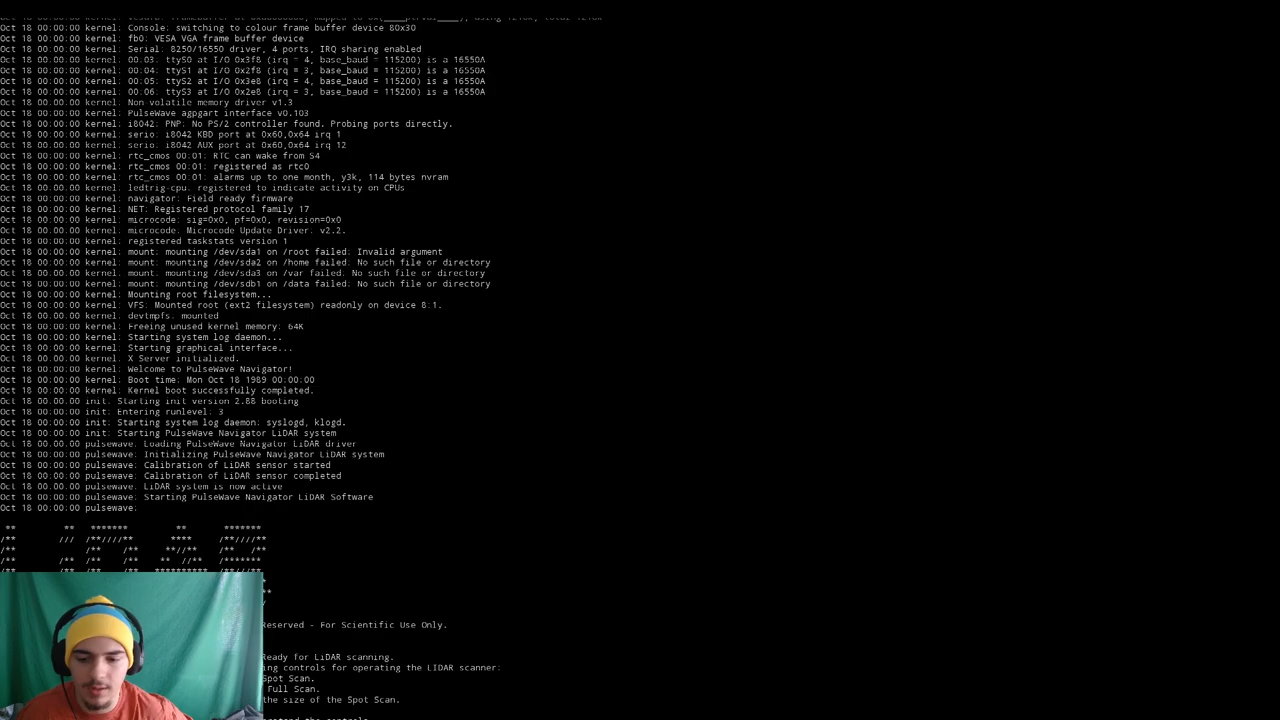 Oct 18 00:00:00 kernel: Console: switching to colour frame buffer device 80x30
Oct 18 00:00:00 kernel: fb0: VESA VGA frame buffer device
Oct 18 00:00:00 kernel: Serial: 8250/16550 driver, 4 ports, IRQ sharing enabled
Oct 18 00:00:00 kernel: 00:03: ttyS0 at I/O 0x3f8 (irq = 4, base_baud = 115200) is a 16550A
Oct 18 00:00:00 kernel: 00:04: ttyS1 at I/O 0x2f8 (irq = 3, base_baud = 115200) is a 16550A
Oct 18 00:00:00 kernel: 00:05: ttyS2 at I/O 0x3e8 (irq = 4, base_baud = 115200) is a 16550A
Oct 18 00:00:00 kernel: 00:06: ttyS3 at I/O 0x2e8 (irq = 3, base_baud = 115200) is a 16550A
Oct 18 00:00:00 kernel: Non-volatile memory driver v1.3
Oct 18 00:00:00 kernel: PulseWave agpgart interface v0.103
Oct 18 00:00:00 kernel: i8042: PNP: No PS/2 controller found. Probing ports directly.
Oct 18 00:00:00 kernel: serio: i8042 KBD port at 0x60,0x64 irq 1
Oct 18 00:00:00 kernel: serio: i8042 AUX port at 0x60,0x64 irq 12
Oct 18 00:00:00 kernel: rtc_cmos 00:01: RTC can wake from S4
Oct 18 00:00:00 kernel: rtc_cmos 00:01: registered as rtc0
Oct 18 00:00:00 kernel: rtc_cmos 00:01: alarms up to one month, y3k, 114 bytes nvram
Oct 18 00:00:00 kernel: ledtrig-cpu: registered to indicate activity on CPUs
Oct 18 00:00:00 kernel: navigator: Field ready firmware
Oct 18 00:00:00 kernel: NET: Registered protocol family 17
Oct 18 00:00:00 kernel: microcode: sig=0x0, pf=0x0, revision=0x0
Oct 18 00:00:00 kernel: microcode: Microcode Update Driver: v2.2.
Oct 18 00:00:00 kernel: registered taskstats version 1
Oct 18 00:00:00 kernel: mount: mounting /dev/sda1 on /root failed: Invalid argument
Oct 18 00:00:00 kernel: mount: mounting /dev/sda2 on /home failed: No such file or directory
Oct 18 00:00:00 kernel: mount: mounting /dev/sda3 on /var failed: No such file or directory
Oct 18 00:00:00 kernel: mount: mounting /dev/sdb1 on /data failed: No such file or directory
Oct 18 00:00:00 kernel: Mounting root filesystem...
Oct 18 00:00:00 kernel: VFS: Mounted root (ext2 filesystem) readonly on device 8:1.
Oct 18 00:00:00 kernel: devtmpfs: mounted
Oct 18 00:00:00 kernel: Freeing unused kernel memory: 64K
Oct 18 00:00:00 kernel: Starting system log daemon...
Oct 18 00:00:00 kernel: Starting graphical interface...
Oct 18 00:00:00 kernel: X Server initialized.
Oct 18 00:00:00 kernel: Welcome to PulseWave Navigator!
Oct 18 00:00:00 kernel: Boot time: Mon Oct 18 1989 00:00:00
Oct 18 00:00:00 kernel: Kernel boot successfully completed.
Oct 18 00:00:00 init: Starting init version 2.88 booting
Oct 18 00:00:00 init: Entering runlevel: 3
Oct 18 00:00:00 init: Starting system log daemon: syslogd, klogd.
Oct 18 00:00:00 init: Starting PulseWave Navigator LiDAR system
Oct 18 00:00:00 pulsewave: Loading PulseWave Navigator LiDAR driver
Oct 18 00:00:00 pulsewave: Initializing PulseWave Navigator LiDAR system
Oct 18 00:00:00 pulsewave: Calibration of LiDAR sensor started
Oct 18 00:00:00 pulsewave: Calibration of LiDAR sensor completed
Oct 18 00:00:00 pulsewave: LiDAR system is now active
Oct 18 00:00:00 pulsewave: Starting PulseWave Navigator LiDAR Software
Oct 18 00:00:00 pulsewave:
Reserved - For Scientific Use Only.
Ready for LiDAR scanning.
ing controls for operating the LIDAR scanner:
Spot Scan.
Full Scan.
the size of the Spot Scan.